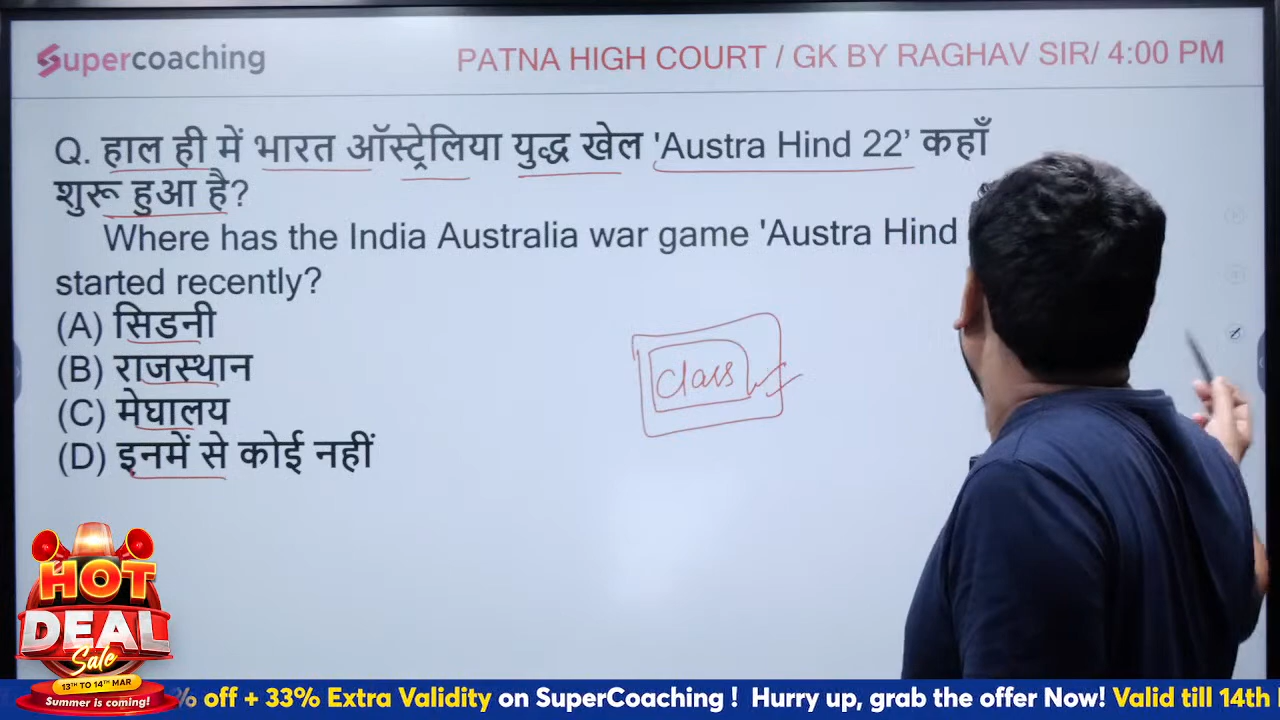 Supercoaching
PATNA HIGH COURT / GK BY RAGHAV SIR/ 4:00 PM
Q. हाल ही में भारत ऑस्ट्रेलिया युद्ध खेल 'Austra Hind 22’ कहाँ
शुरू हुआ है?
Where has the India Australia war game 'Austra Hind
started recently?
(A) सिडनी
(B) राजस्थान
(C) मेघालय
(D) इनमें से कोई नहीं
class
HOT
DEAL
Sale
13TH TO 14TH MAR
Summer is coming!
% off + 33% Extra Validity on SuperCoaching ! Hurry up, grab the offer Now! Valid till 14th